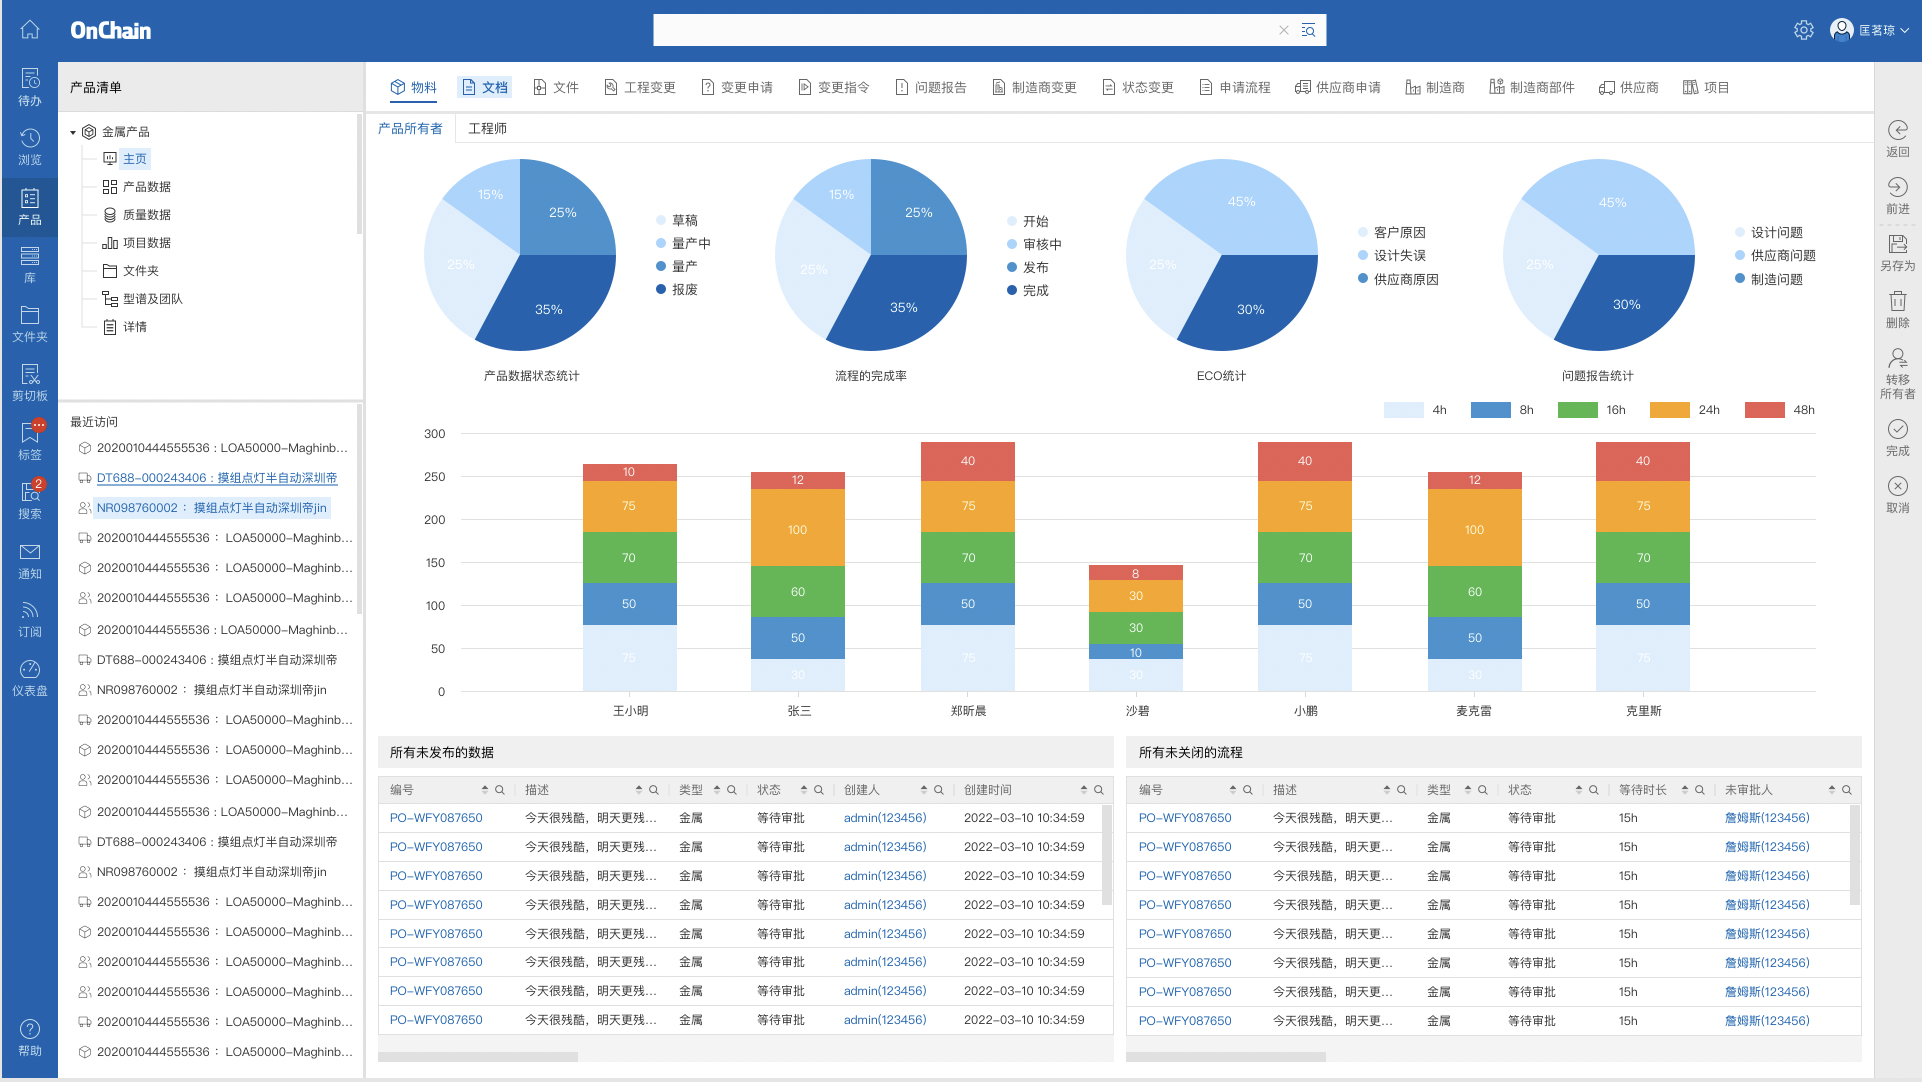 OnChain
匡茗琼
待办
浏览
产品
库
文件夹
剪切板
标签
2
搜索
通知
订阅
仪表盘
帮助
产品清单
金属产品
主页
产品数据
质量数据
项目数据
文件夹
型谱及团队
详情
最近访问
2020010444555536 : LOA50000-Maghinb...
DT688-000243406 : 摸组点灯半自动深圳帝
NR098760002 : 摸组点灯半自动深圳帝jin
2020010444555536 : LOA50000-Maghinb...
2020010444555536 : LOA50000-Maghinb...
2020010444555536 : LOA50000-Maghinb...
2020010444555536 : LOA50000-Maghinb...
DT688-000243406 : 摸组点灯半自动深圳帝
NR098760002 : 摸组点灯半自动深圳帝jin
2020010444555536 : LOA50000-Maghinb...
2020010444555536 : LOA50000-Maghinb...
2020010444555536 : LOA50000-Maghinb...
2020010444555536 : LOA50000-Maghinb...
DT688-000243406 : 摸组点灯半自动深圳帝
NR098760002 : 摸组点灯半自动深圳帝jin
2020010444555536 : LOA50000-Maghinb...
2020010444555536 : LOA50000-Maghinb...
2020010444555536 : LOA50000-Maghinb...
2020010444555536 : LOA50000-Maghinb...
2020010444555536 : LOA50000-Maghinb...
2020010444555536 : LOA50000-Maghinb...
物料 文档 文件 工程变更 变更申请 变更指令 问题报告 制造商变更 状态变更 申请流程 供应商申请 制造商 制造商部件 供应商 项目
产品所有者 工程师
15% 25% 25% 35%
草稿
量产中
量产
报废
产品数据状态统计
15% 25% 25% 35%
开始
审核中
发布
完成
流程的完成率
45% 25% 30%
客户原因
设计失误
供应商原因
ECO统计
45% 25% 30%
设计问题
供应商问题
制造问题
问题报告统计
4h 8h 16h 24h 48h
300
250
200
150
100
50
0
10 75 70 50 75
12 100 60 50 30
40 75 70 50 75
8 30 30 10 30
40 75 70 50 75
12 100 60 50 30
40 75 70 50 75
王小明 张三 郑昕晨 沙碧 小鹏 麦克雷 克里斯
所有未发布的数据
编号 描述 类型 状态 创建人 创建时间
PO-WFY087650 今天很残酷，明天更残... 金属 等待审批 admin(123456) 2022-03-10 10:34:59
PO-WFY087650 今天很残酷，明天更残... 金属 等待审批 admin(123456) 2022-03-10 10:34:59
PO-WFY087650 今天很残酷，明天更残... 金属 等待审批 admin(123456) 2022-03-10 10:34:59
PO-WFY087650 今天很残酷，明天更残... 金属 等待审批 admin(123456) 2022-03-10 10:34:59
PO-WFY087650 今天很残酷，明天更残... 金属 等待审批 admin(123456) 2022-03-10 10:34:59
PO-WFY087650 今天很残酷，明天更残... 金属 等待审批 admin(123456) 2022-03-10 10:34:59
PO-WFY087650 今天很残酷，明天更残... 金属 等待审批 admin(123456) 2022-03-10 10:34:59
PO-WFY087650 今天很残酷，明天更残... 金属 等待审批 admin(123456) 2022-03-10 10:34:59
所有未关闭的流程
编号 描述 类型 状态 等待时长 未审批人
PO-WFY087650 今天很残酷，明天更... 金属 等待审批 15h 詹姆斯(123456)
PO-WFY087650 今天很残酷，明天更... 金属 等待审批 15h 詹姆斯(123456)
PO-WFY087650 今天很残酷，明天更... 金属 等待审批 15h 詹姆斯(123456)
PO-WFY087650 今天很残酷，明天更... 金属 等待审批 15h 詹姆斯(123456)
PO-WFY087650 今天很残酷，明天更... 金属 等待审批 15h 詹姆斯(123456)
PO-WFY087650 今天很残酷，明天更... 金属 等待审批 15h 詹姆斯(123456)
PO-WFY087650 今天很残酷，明天更... 金属 等待审批 15h 詹姆斯(123456)
PO-WFY087650 今天很残酷，明天更... 金属 等待审批 15h 詹姆斯(123456)
返回
前进
另存为
删除
转移
所有者
完成
取消